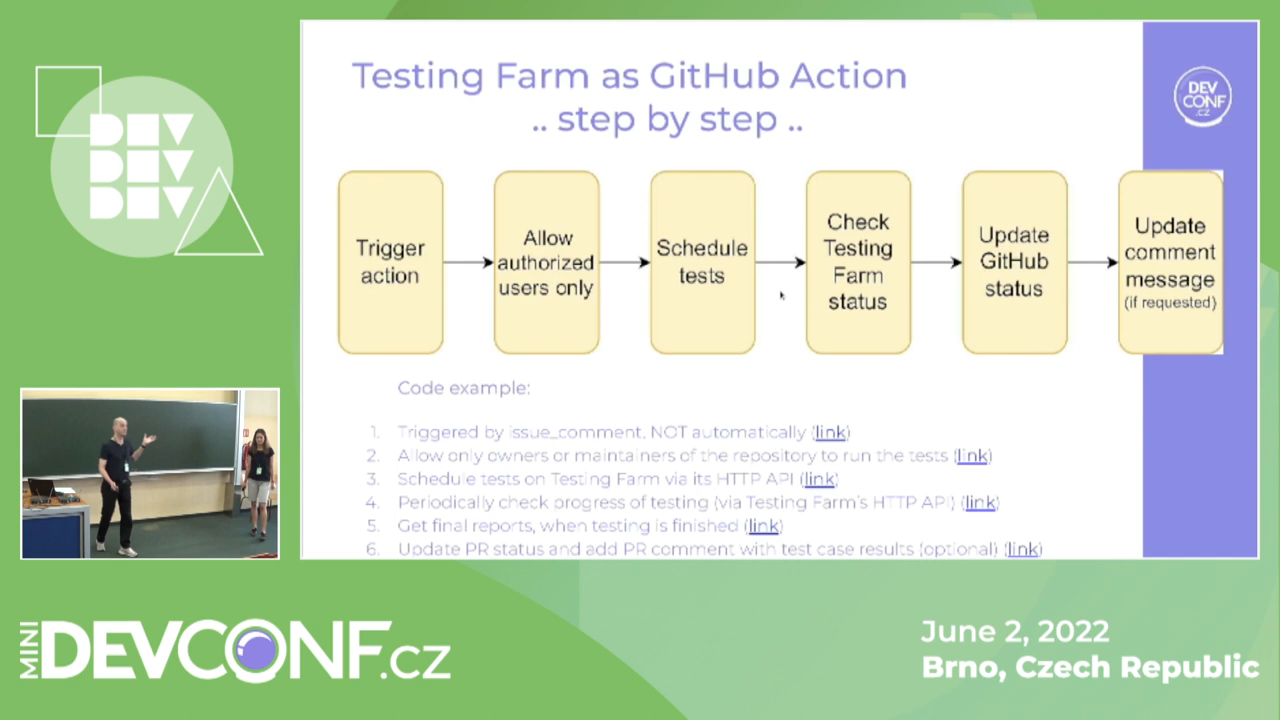 Testing Farm as GitHub Action
.. step by step ..
DEV
CONF
.cz
DEV
DEV
DEV
Trigger
action
Allow
authorized
users only
Schedule
tests
Check
Testing
Farm
status
Update
GitHub
status
Update
comment
message
(if requested)
Code example:
1. Triggered by issue_comment, NOT automatically (link)
2. Allow only owners or maintainers of the repository to run the tests (link)
3. Schedule tests on Testing Farm via its HTTP API (link)
4. Periodically check progress of testing (via Testing Farm's HTTP API) (link)
5. Get final reports, when testing is finished (link)
6. Update PR status and add PR comment with test case results (optional) (link)
MINI DEVCONF.CZ
June 2, 2022
Brno, Czech Republic